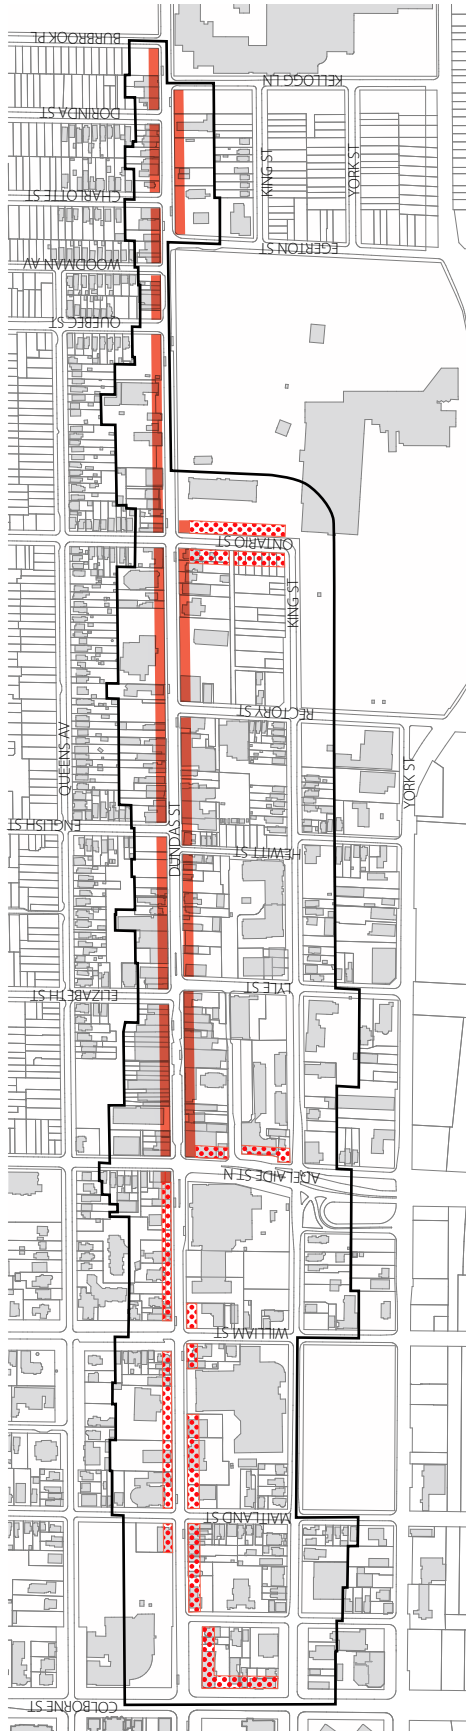 BURBROOK PL
KELLOGG LN
DORINDA ST
KING ST
YORK ST
CHARLOTTE ST
EGERTON ST
WOODMAN AV
QUEBEC ST
ONTARIO ST
KING ST
RECTORY ST
QUEENS AV
YORK ST
DUNDAS ST
ENGLISH ST
HEWITT ST
LYLE ST
ELIZABETH ST
ADELAIDE ST N
WILLIAM ST
MAITLAND ST
COLBORNE ST